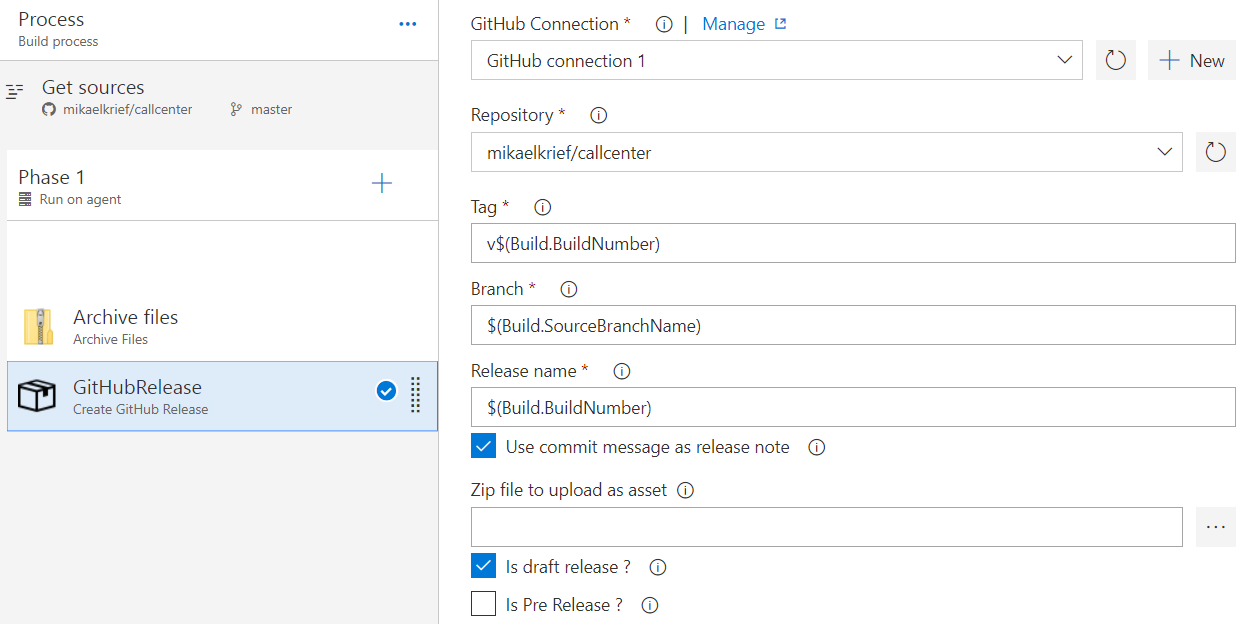 Process
Build process
Get sources
mikaelkrief/callcenter master
Phase 1
Run on agent
Archive files
Archive Files
GitHubRelease
Create GitHub Release
GitHub Connection * | Manage
GitHub connection 1
New
Repository *
mikaelkrief/callcenter
Tag *
v$(Build.BuildNumber)
Branch *
$(Build.SourceBranchName)
Release name *
$(Build.BuildNumber)
Use commit message as release note
Zip file to upload as asset
Is draft release ?
Is Pre Release ?